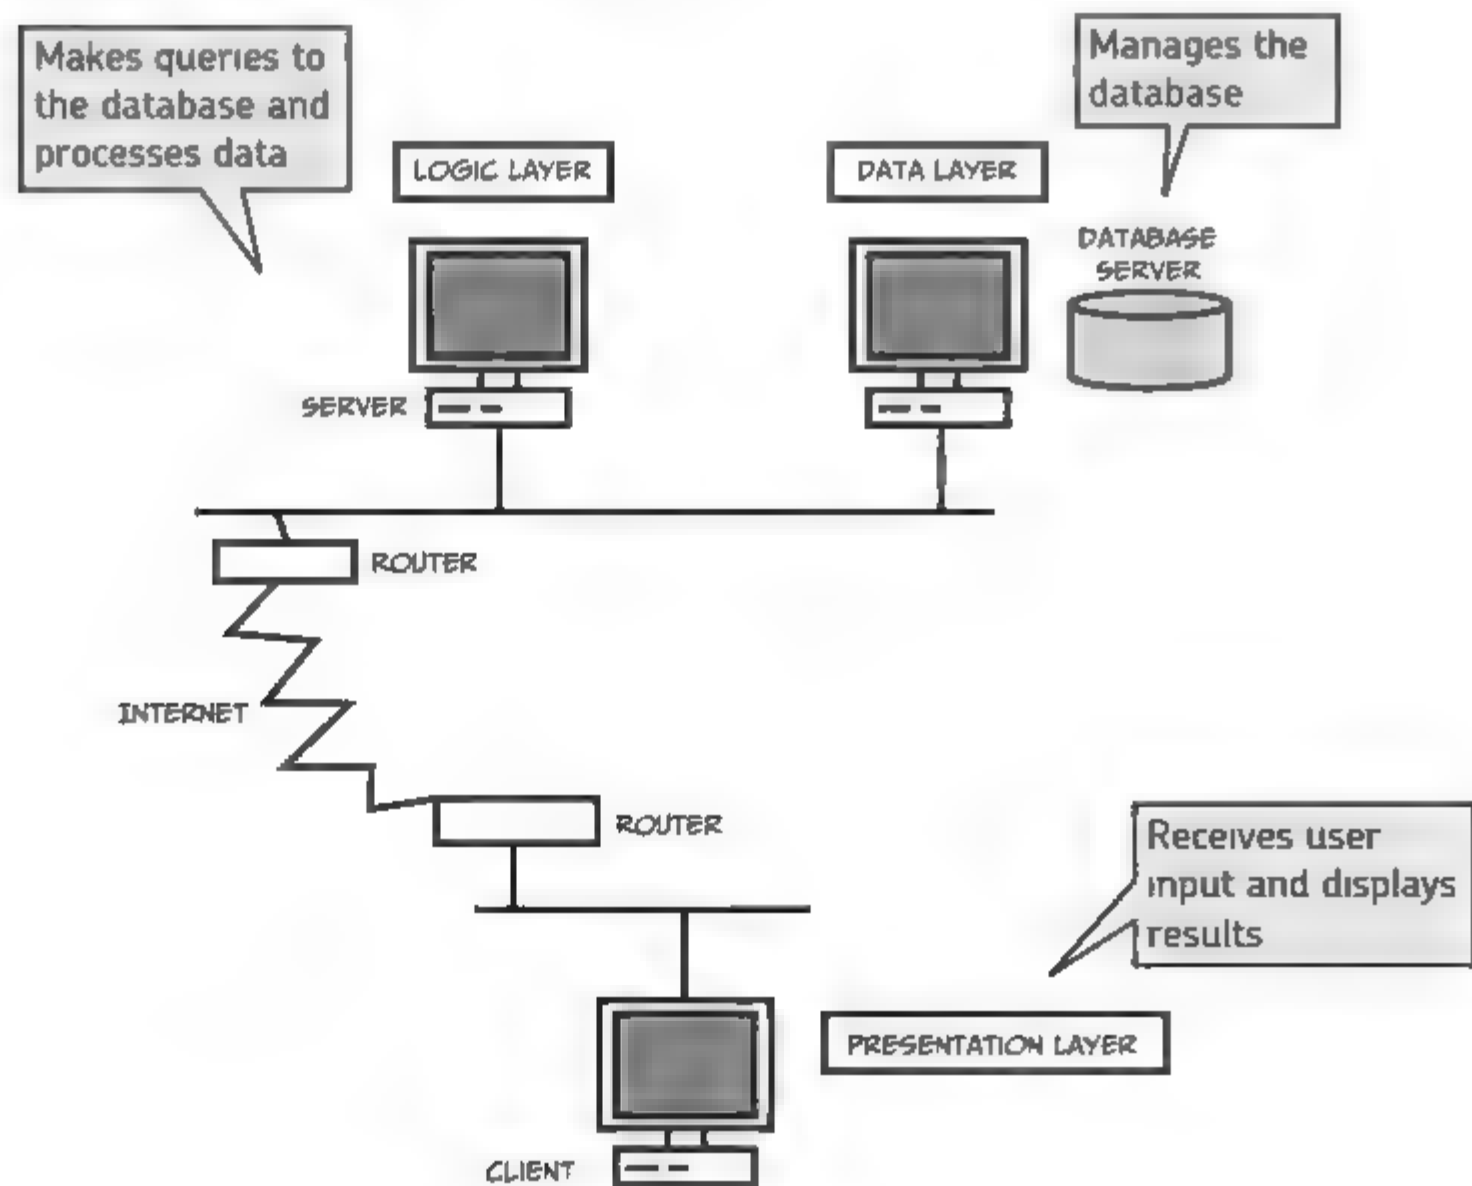 Makes queries to
the database and
processes data
Manages the
database
LOGIC LAYER
DATA LAYER
DATABASE
SERVER
SERVER
ROUTER
INTERNET
ROUTER
Receives user
input and displays
results
PRESENTATION LAYER
CLIENT